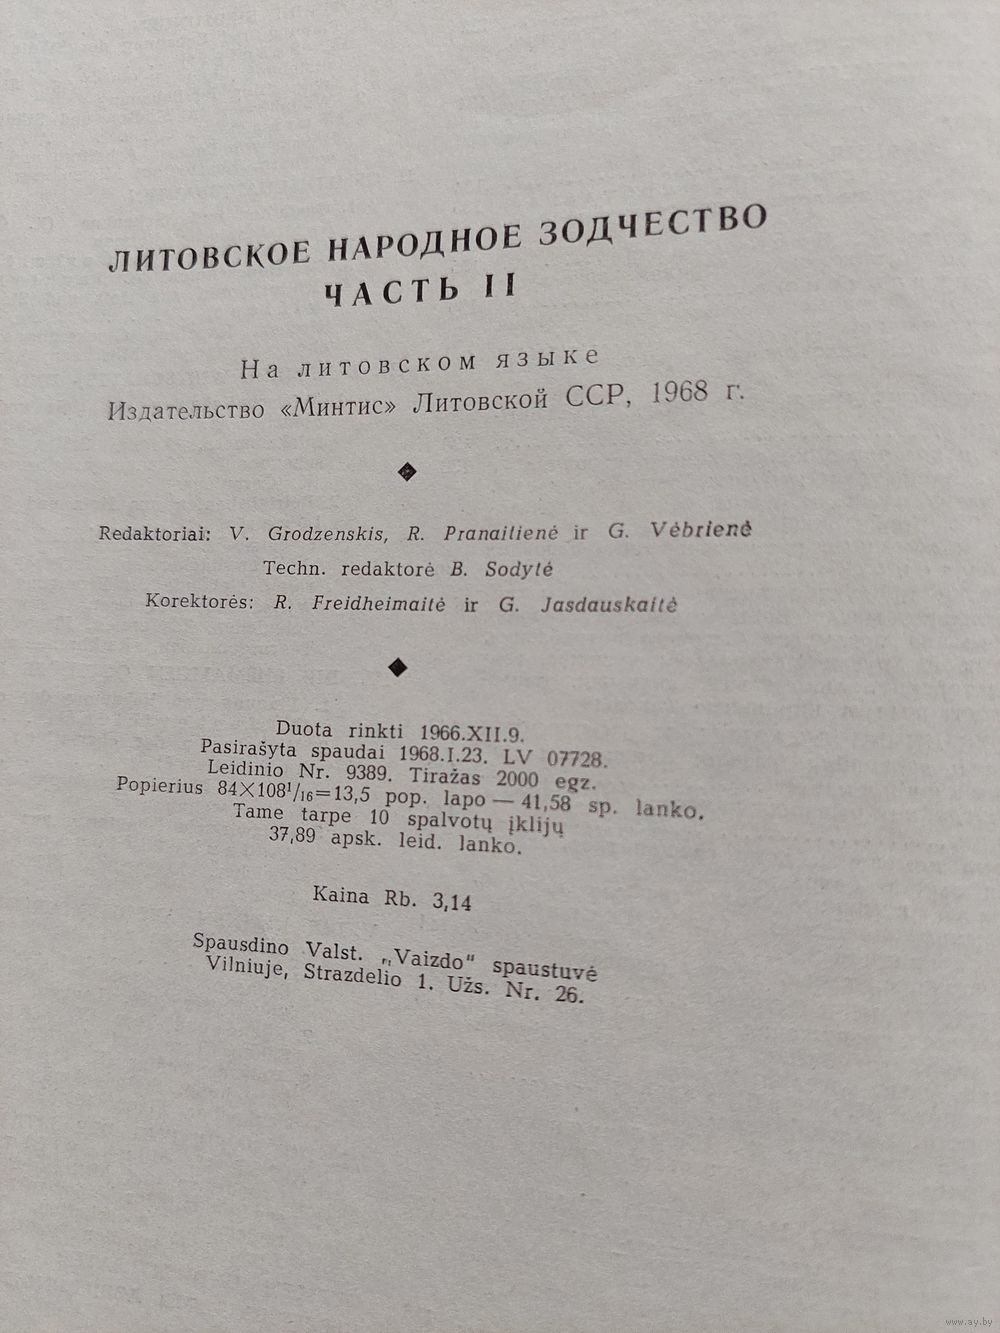 ЛИТОВСКОЕ НАРОДНОЕ ЗОДЧЕСТВО
ЧАСТЬ II
На литовском языке
Издательство «Минтис» Литовской ССР, 1968 г.
Redaktoriai: V. Grodzenskis, R. Pranailienė ir G. Vėbrienė
Techn. redaktorė B. Sodytė
Korektorės: R. Freidheimaitė ir G. Jasdauskaitė
Duota rinkti 1966.XII.9.
Pasirašyta spaudai 1968.I.23. LV 07728.
Leidinio Nr. 9389. Tiražas 2000 egz.
Popierius 84×108¹/₁₆=13,5 pop. lapo — 41,58 sp. lanko.
Tame tarpe 10 spalvotų įklijų
37,89 apsk. leid. lanko.
Kaina Rb. 3,14
Spausdino Valst. „Vaizdo" spaustuvė
Vilniuje, Strazdelio 1. Užs. Nr. 26.
www.ay.by